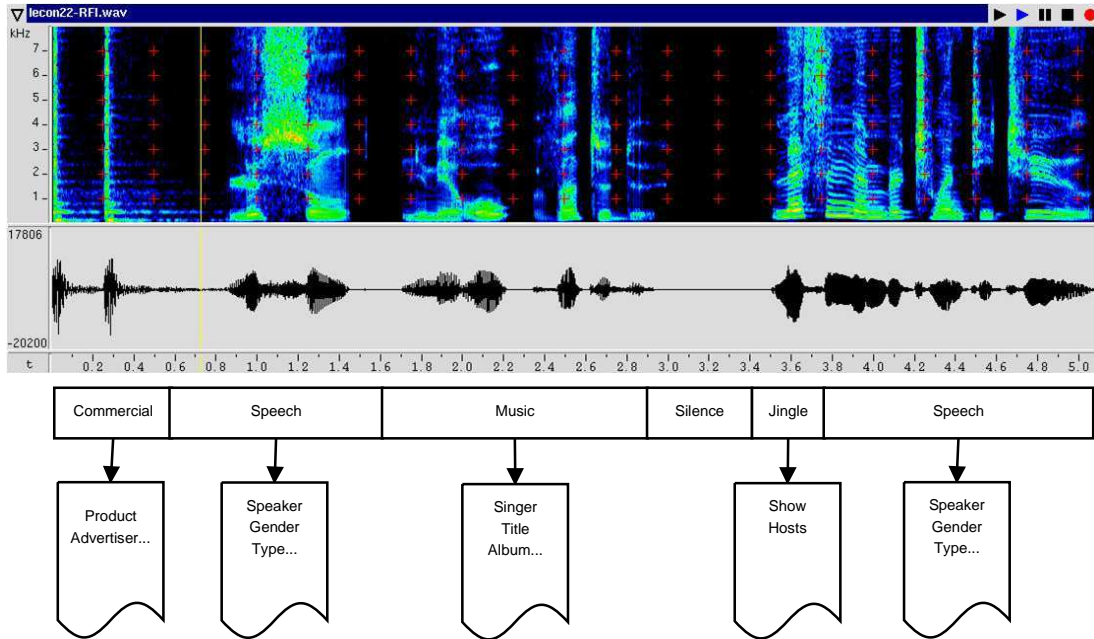 lecon22-RFI.wav
kHz
7
6
5
4
3
2
1
17806
-20200
t 0.2 0.4 0.6 0.8 1.0 1.2 1.4 1.6 1.8 2.0 2.2 2.4 2.6 2.8 3.0 3.2 3.4 3.6 3.8 4.0 4.2 4.4 4.6 4.8 5.0
Commercial Speech Music Silence Jingle Speech
Product
Advertiser...
Speaker
Gender
Type...
Singer
Title
Album...
Show
Hosts
Speaker
Gender
Type...